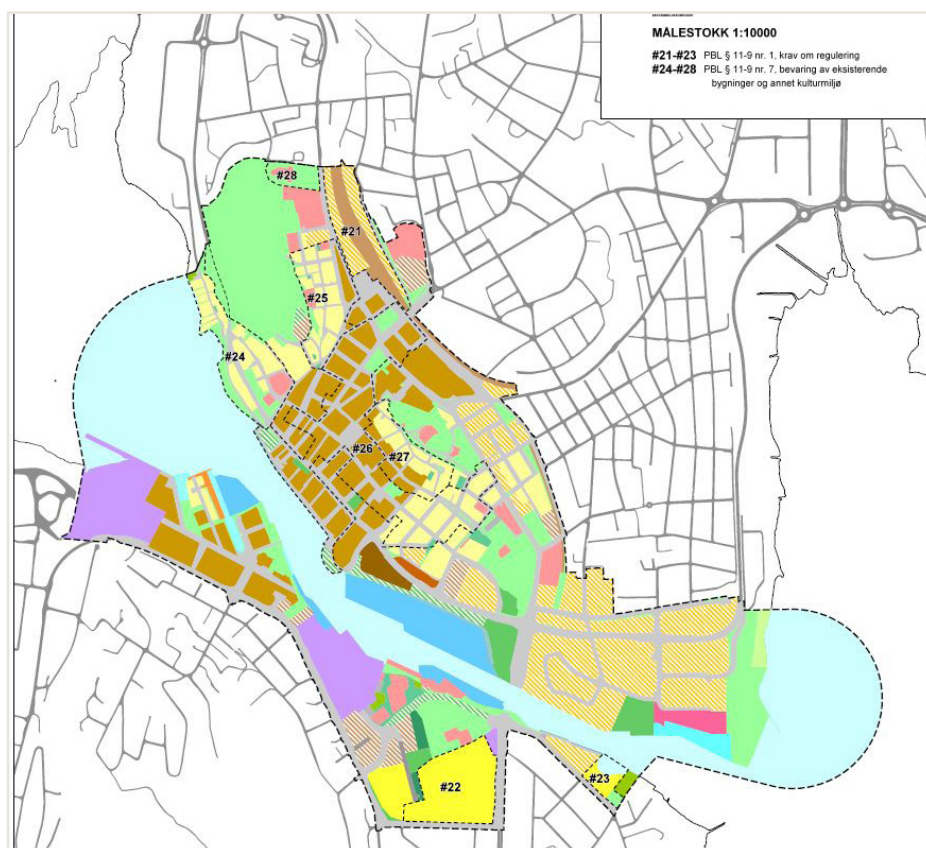 MÅLESTOKK 1:10000
#21-#23 PBL § 11-9 nr. 1, krav om regulering
#24-#28 PBL § 11-9 nr. 7, bevaring av eksisterende
bygninger og annet kulturmiljø
#28
#21
#25
#24
#26
#27
#22
#23